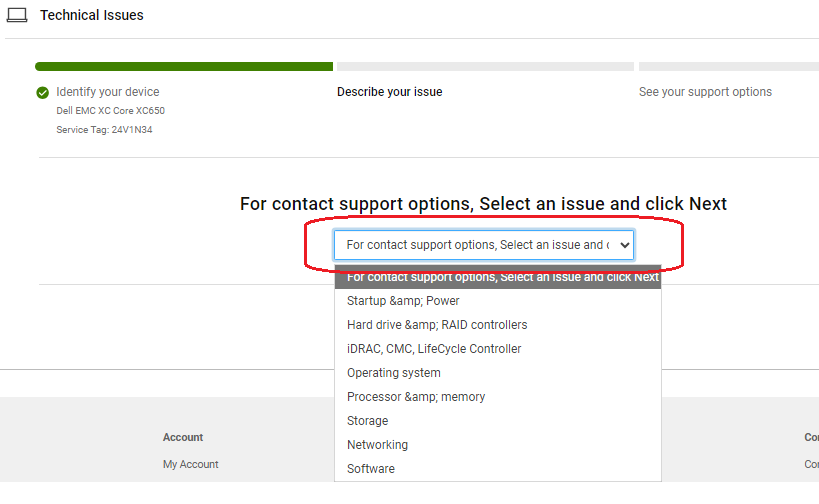 Technical Issues
Identify your device
Dell EMC XC Core XC650
Service Tag: 24V1N34
Describe your issue
See your support options
For contact support options, Select an issue and click Next
For contact support options, Select an issue and c
For contact support options, Select an issue and click Next
Startup &amp; Power
Hard drive &amp; RAID controllers
iDRAC, CMC, LifeCycle Controller
Operating system
Processor &amp; memory
Storage
Networking
Software
Account
My Account
Co
Co